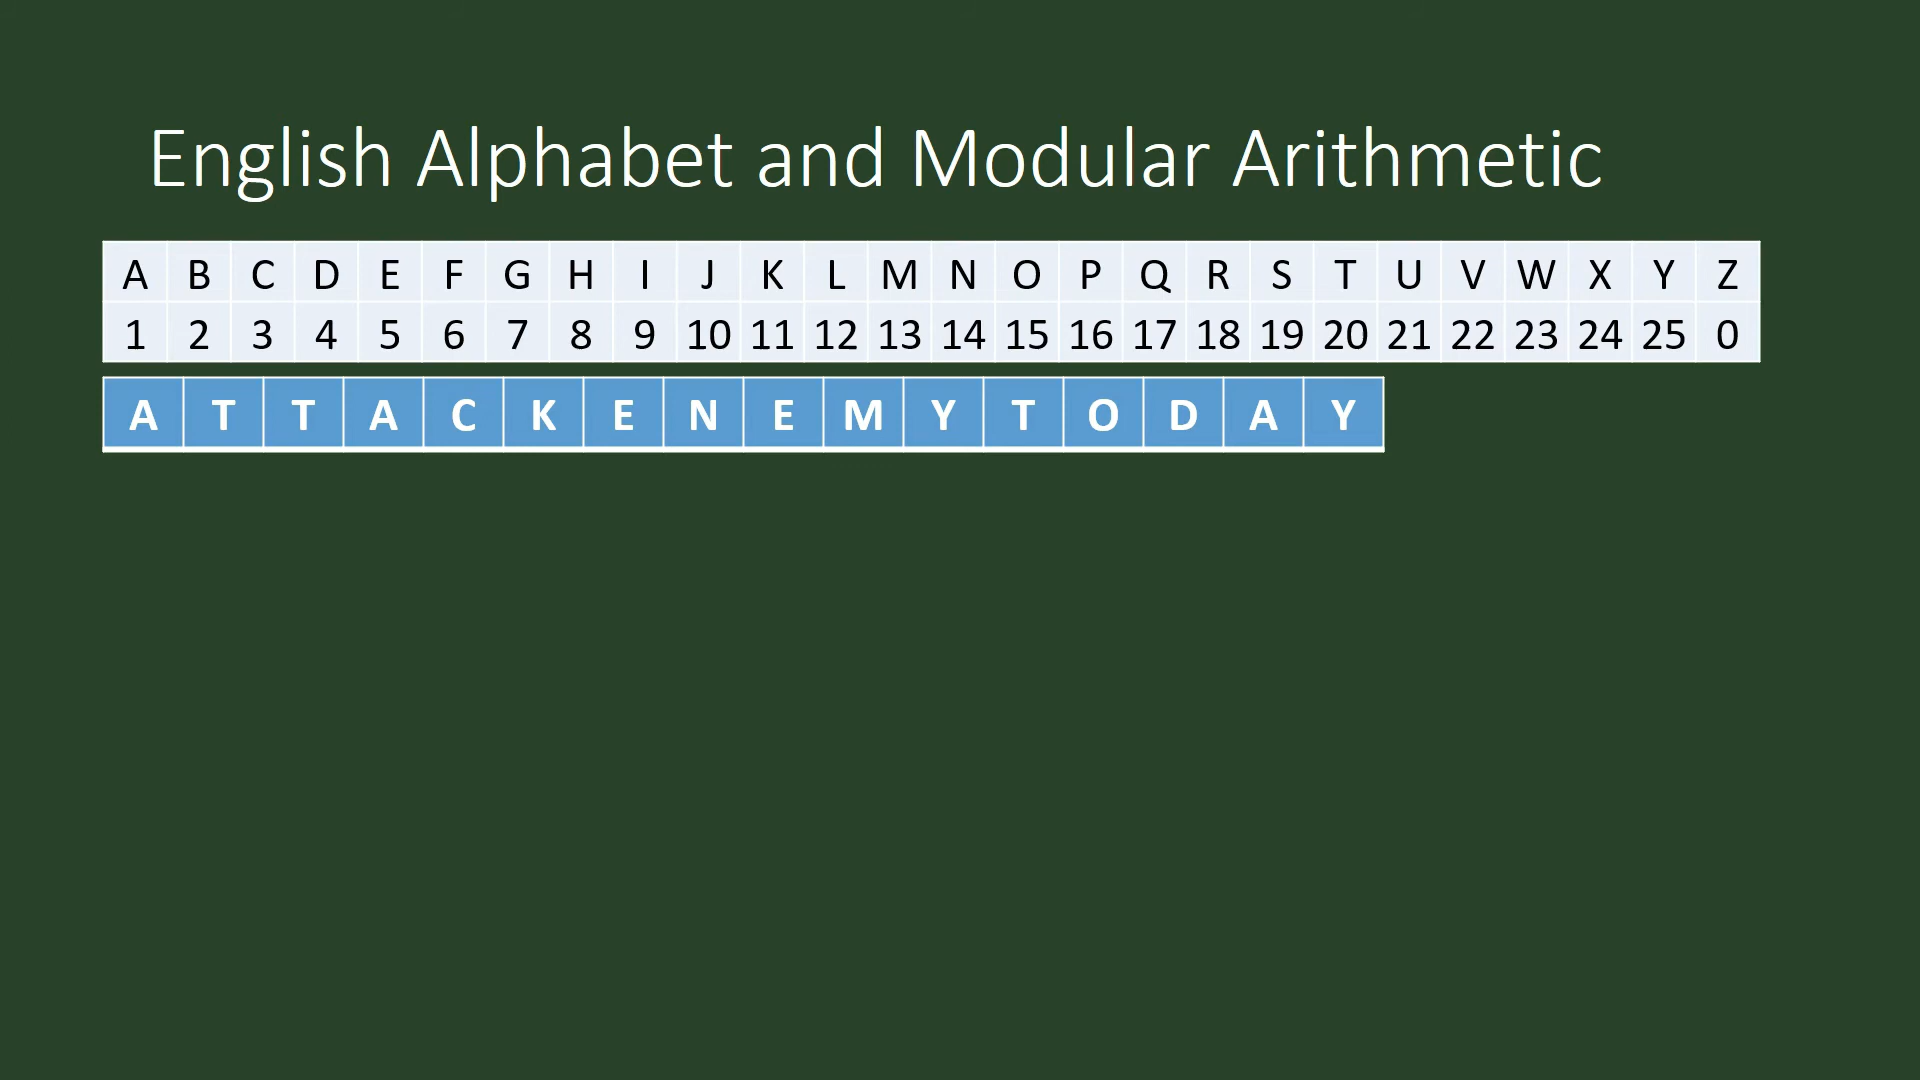 English Alphabet and Modular Arithmetic
A B C D E F G H I J K L M N O P Q R S T U V W X Y Z
1 2 3 4 5 6 7 8 9 10 11 12 13 14 15 16 17 18 19 20 21 22 23 24 25 0
A T T A C K E N E M Y T O D A Y